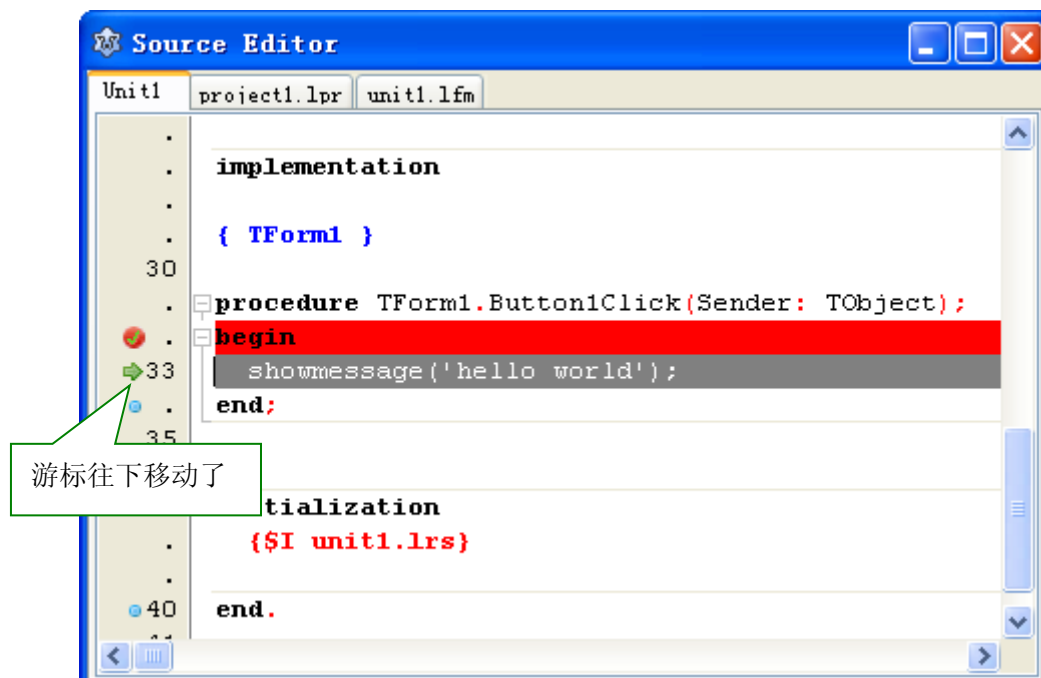 Source Editor
Unit1 project1.lpr unit1.lfm
.
. implementation
.
. { TForm1 }
30
. procedure TForm1.Button1Click(Sender: TObject);
. begin
33 showmessage('hello world');
. end;
35
游标往下移动了
tialization
. {$I unit1.lrs}
.
40 end.